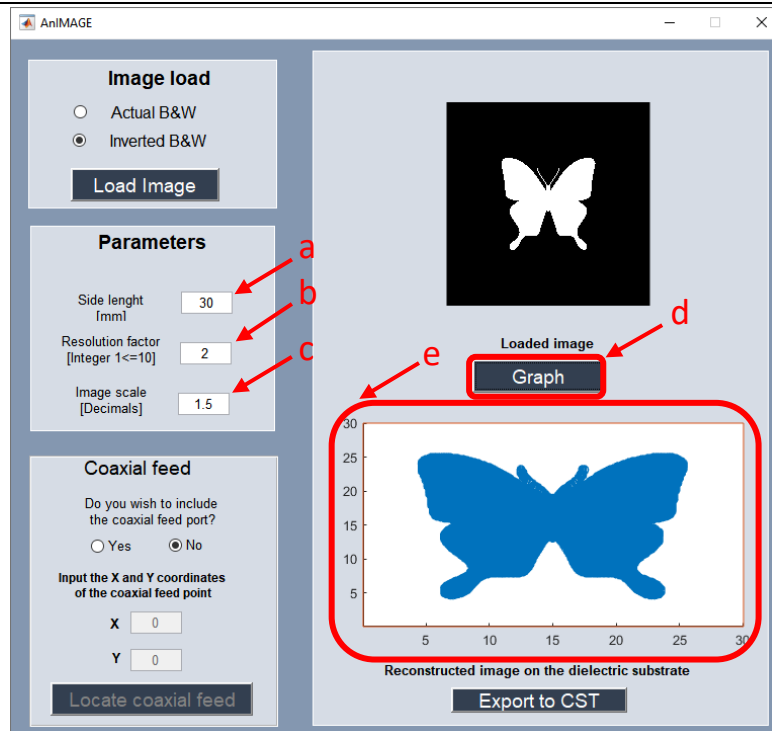 AnIMAGE
Image load
Actual B&W
Inverted B&W
Load Image
Parameters
a
Side lenght
[mm]
30
b
Resolution factor
[Integer 1<=10]
2
c
Image scale
[Decimals]
1.5
Coaxial feed
Do you wish to include
the coaxial feed port?
Yes No
Input the X and Y coordinates
of the coaxial feed point
X 0
Y 0
Locate coaxial feed
Loaded image
d
Graph
e
30
25
20
15
10
5
5 10 15 20 25 30
Reconstructed image on the dielectric substrate
Export to CST